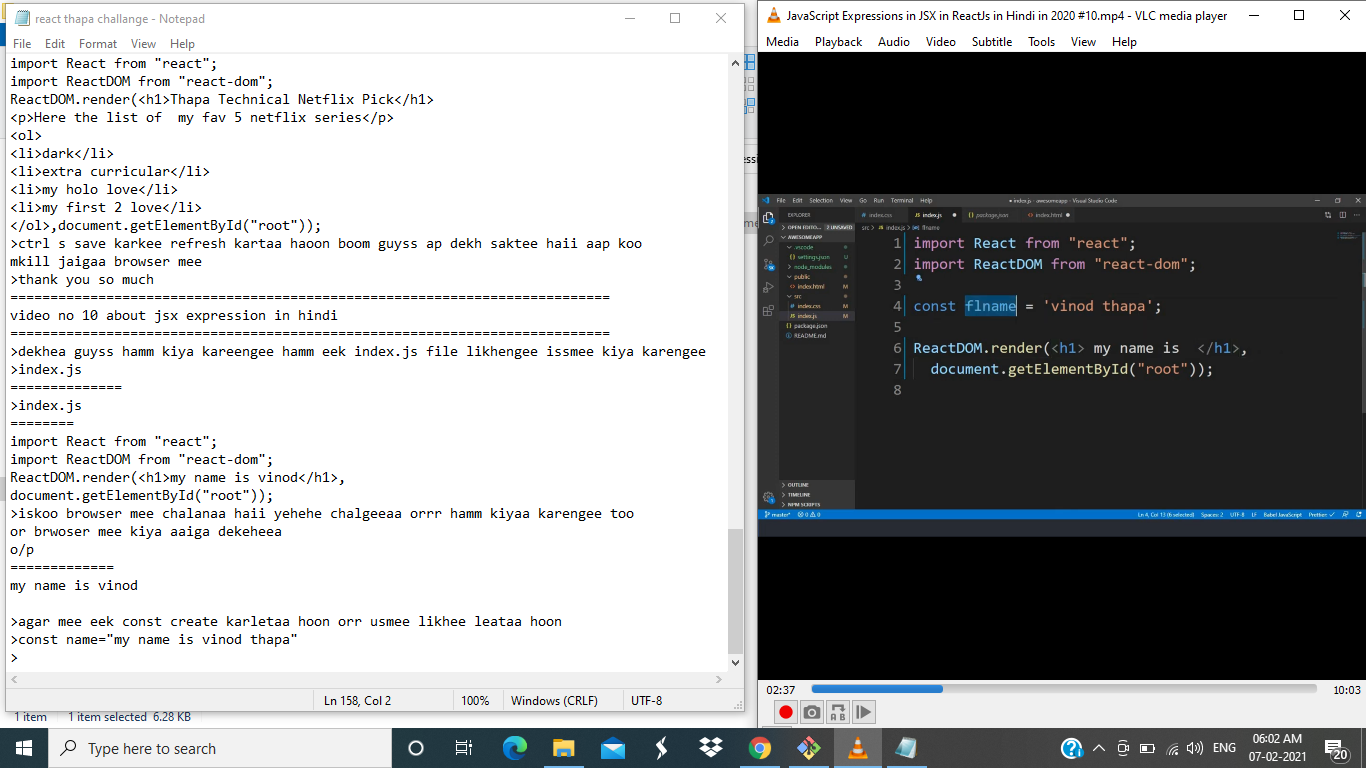 react thapa challange - Notepad
File Edit Format View Help
import React from "react";
import ReactDOM from "react-dom";
ReactDOM.render(<h1>Thapa Technical Netflix Pick</h1>
<p>Here the list of  my fav 5 netflix series</p>
<ol>
<li>dark</li>
<li>extra curricular</li>
<li>my holo love</li>
<li>my first 2 love</li>
</ol>,document.getElementById("root"));
>ctrl s save karkee refresh kartaa haoon boom guyss ap dekh saktee haii aap koo
mkill jaigaa browser mee
>thank you so much
===========================================================================
video no 10 about jsx expression in hindi
===========================================================================
>dekhea guyss hamm kiya kareengee hamm eek index.js file likhengee issmee kiya karengee
>index.js
==============
>index.js
========
import React from "react";
import ReactDOM from "react-dom";
ReactDOM.render(<h1>my name is vinod</h1>,
document.getElementById("root"));
>iskoo browser mee chalanaa haii yehehe chalgeeaa orrr hamm kiyaa karengee too
or brwoser mee kiya aaiga dekeheea
o/p
=============
my name is vinod
>agar mee eek const create karletaa hoon orr usmee likhee leataa hoon
>const name="my name is vinod thapa"
>
Ln 158, Col 2 100% Windows (CRLF) UTF-8
1 item 1 item selected 6.28 KB
JavaScript Expressions in JSX in ReactJs in Hindi in 2020 #10.mp4 - VLC media player
Media Playback Audio Video Subtitle Tools View Help
File Edit Selection View Go Run Terminal Help
● index.js - awesomeapp - Visual Studio Code
EXPLORER
index.css index.js package.json index.html
OPEN EDITO... 2 UNSAVED
src > index.js > flname
AWESOMEAPP
.vscode
settings.json U
node_modules
public
index.html M
src
index.css M
index.js M
package.json
README.md
OUTLINE
TIMELINE
NPM SCRIPTS
1 import React from "react";
2 import ReactDOM from "react-dom";
3
4 const flname = 'vinod thapa';
5
6 ReactDOM.render(<h1> my name is  </h1>,
7 document.getElementById("root"));
8
master* 0 0 Ln 4, Col 13 (6 selected) Spaces: 2 UTF-8 LF Babel JavaScript Prettier
02:37 10:03
Type here to search
ENG
06:02 AM
07-02-2021
20